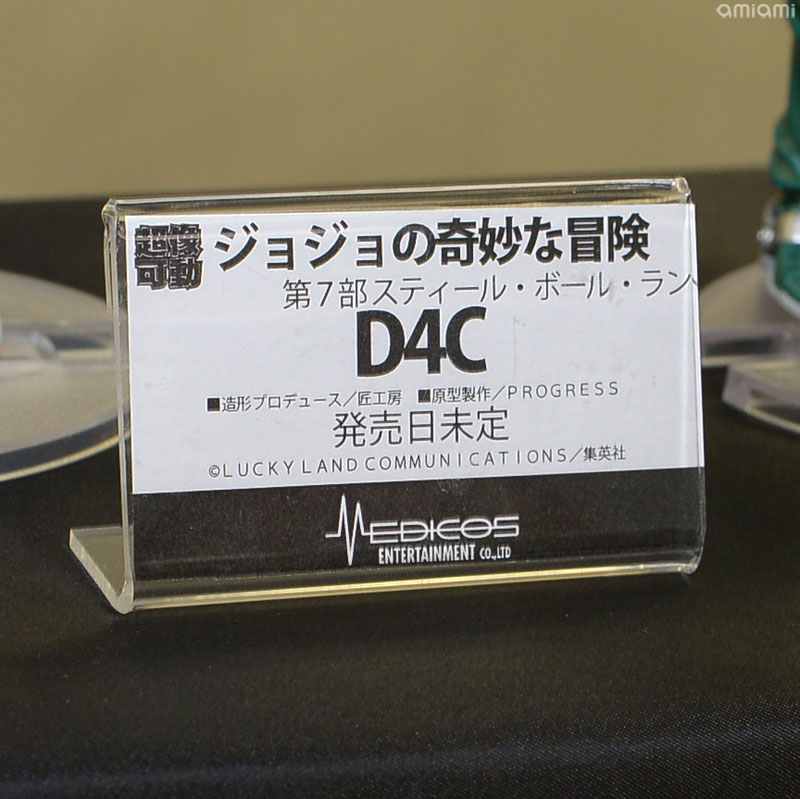 amiami
超像可動
ジョジョの奇妙な冒険
第7部スティール・ボール・ラン
D4C
■造形プロデュース/匠工房 ■原型製作/PROGRESS
発売日未定
©LUCKY LAND COMMUNICATIONS/集英社
MEDICOS
ENTERTAINMENT CO.,LTD